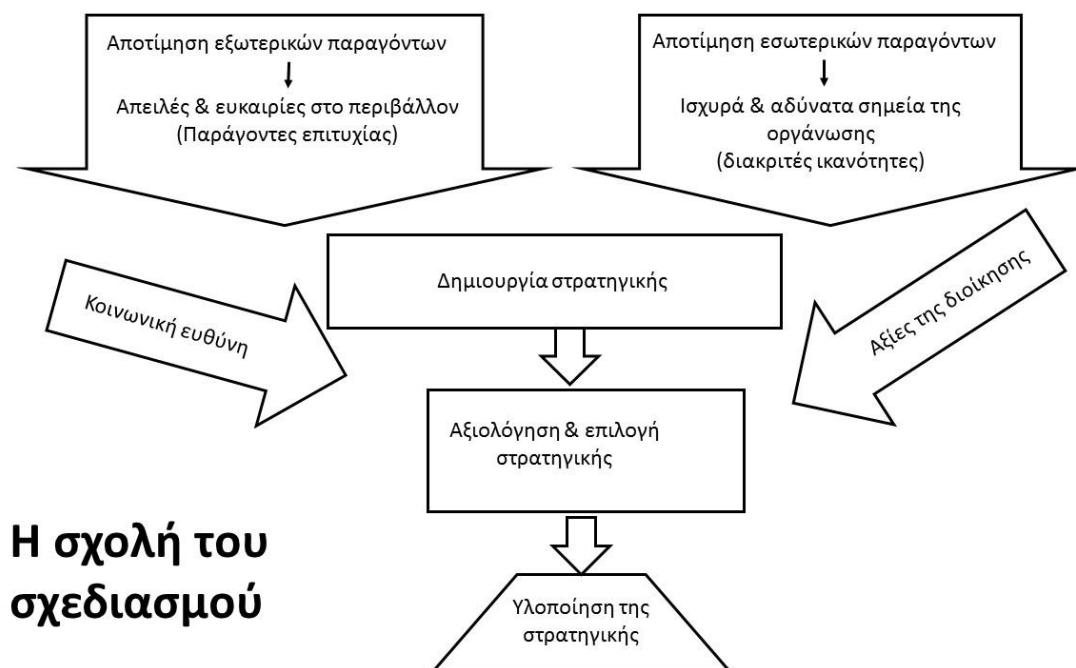 Αποτίμηση εξωτερικών παραγόντων
Απειλές & ευκαιρίες στο περιβάλλον
(Παράγοντες επιτυχίας)
Αποτίμηση εσωτερικών παραγόντων
Ισχυρά & αδύνατα σημεία της
οργάνωσης
(διακριτές ικανότητες)
Δημιουργία στρατηγικής
Κοινωνική ευθύνη
Αξίες της διοίκησης
Αξιολόγηση & επιλογή
στρατηγικής
Η σχολή του
σχεδιασμού
Υλοποίηση της
στρατηγικής